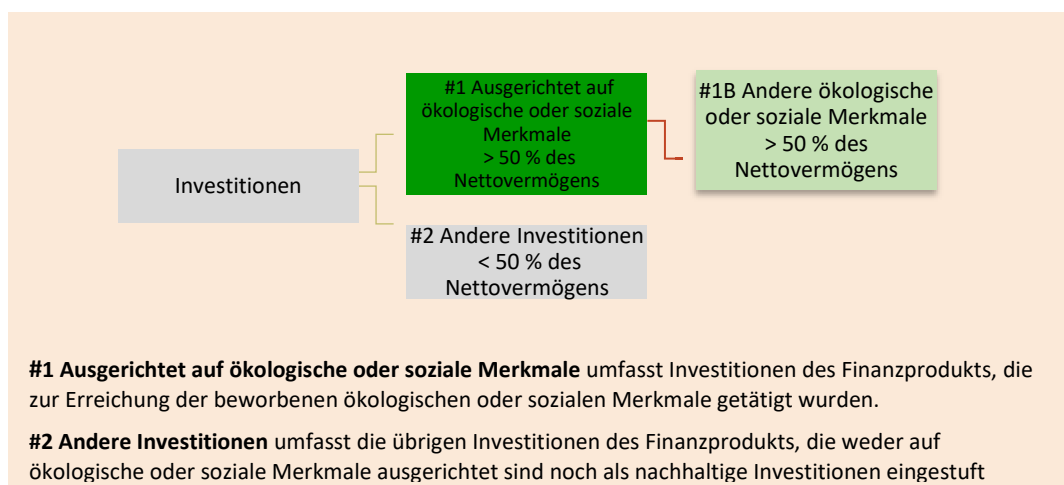 Investitionen
#1 Ausgerichtet auf
ökologische oder soziale
Merkmale
> 50 % des
Nettovermögens
#1B Andere ökologische
oder soziale Merkmale
> 50 % des
Nettovermögens
#2 Andere Investitionen
< 50 % des
Nettovermögens
#1 Ausgerichtet auf ökologische oder soziale Merkmale umfasst Investitionen des Finanzprodukts, die
zur Erreichung der beworbenen ökologischen oder sozialen Merkmale getätigt wurden.
#2 Andere Investitionen umfasst die übrigen Investitionen des Finanzprodukts, die weder auf
ökologische oder soziale Merkmale ausgerichtet sind noch als nachhaltige Investitionen eingestuft